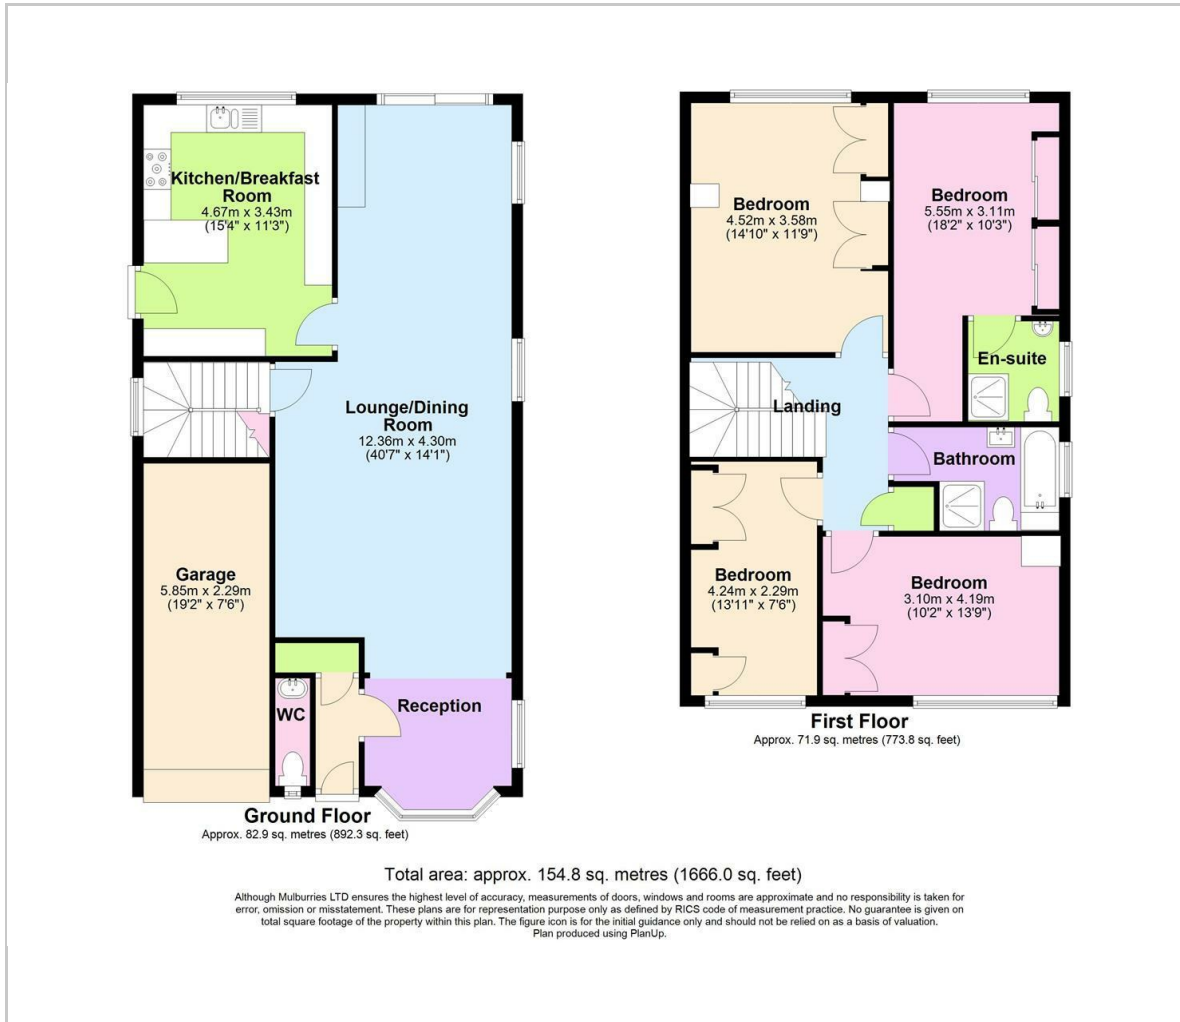 Kitchen/Breakfast
Room
4.67m x 3.43m
(15'4" x 11'3")
Lounge/Dining
Room
12.36m x 4.30m
(40'7" x 14'1")
Garage
5.85m x 2.29m
(19'2" x 7'6")
WC
Reception
Ground Floor
Approx. 82.9 sq. metres (892.3 sq. feet)
Bedroom
4.52m x 3.58m
(14'10" x 11'9")
Bedroom
5.55m x 3.11m
(18'2" x 10'3")
En-suite
Landing
Bathroom
Bedroom
4.24m x 2.29m
(13'11" x 7'6")
Bedroom
3.10m x 4.19m
(10'2" x 13'9")
First Floor
Approx. 71.9 sq. metres (773.8 sq. feet)
Total area: approx. 154.8 sq. metres (1666.0 sq. feet)
Although Mulburries LTD ensures the highest level of accuracy, measurements of doors, windows and rooms are approximate and no responsibility is taken for
error, omission or misstatement. These plans are for representation purpose only as defined by RICS code of measurement practice. No guarantee is given on
total square footage of the property within this plan. The figure icon is for the initial guidance only and should not be relied on as a basis of valuation.
Plan produced using PlanUp.